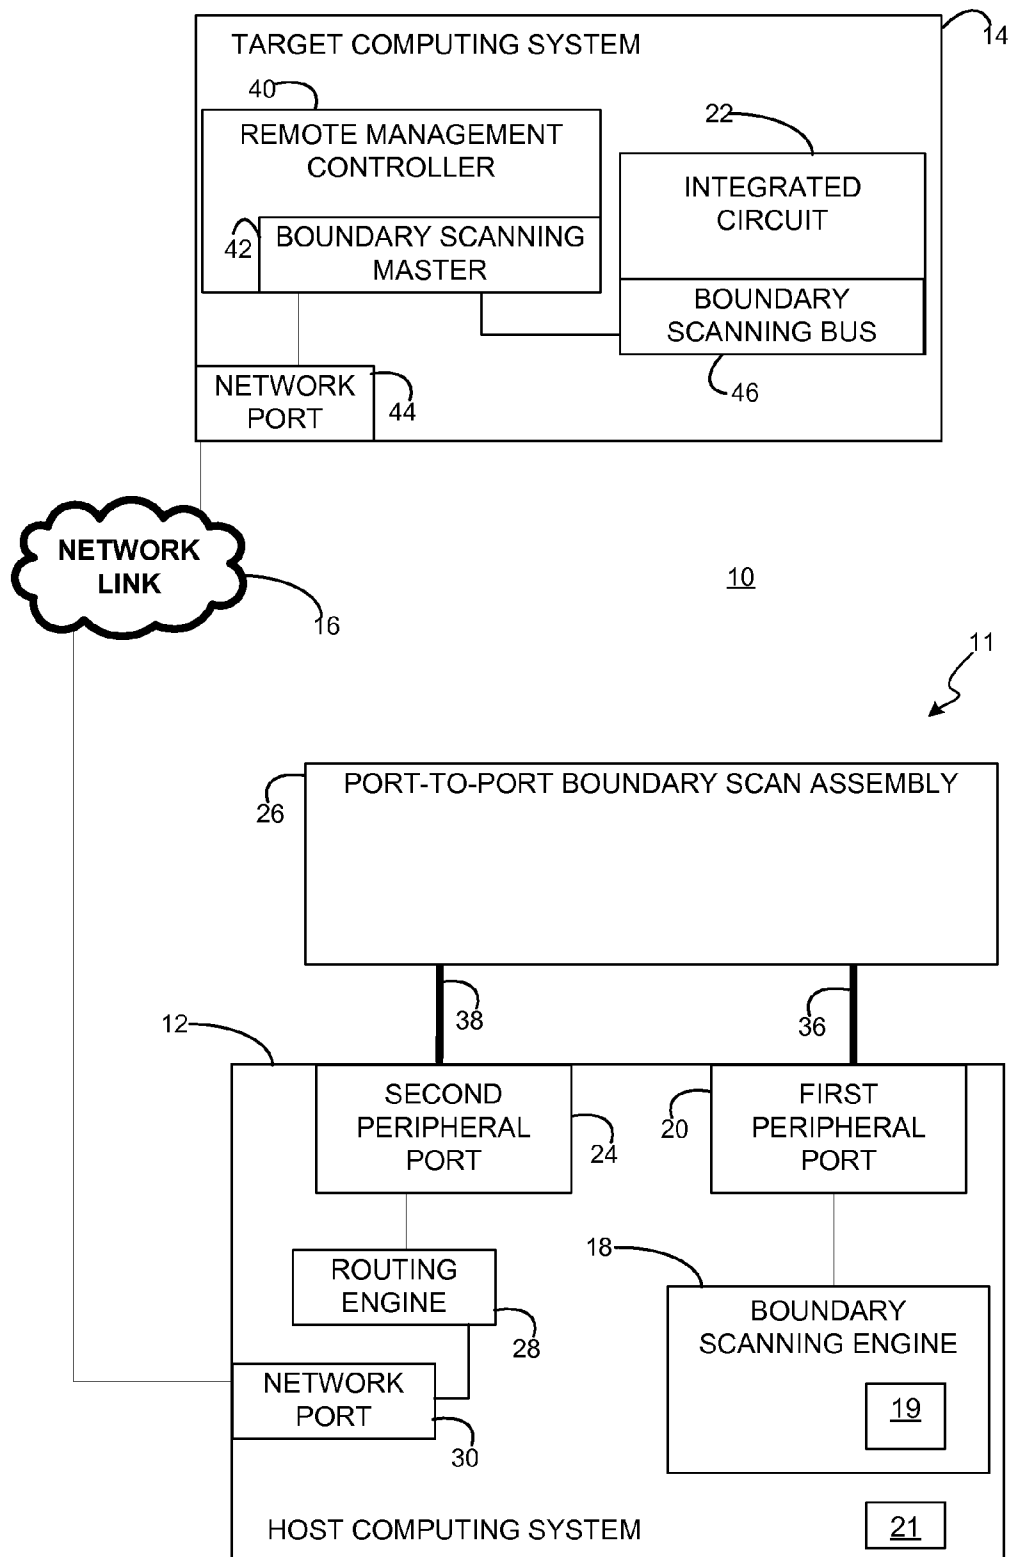 14
TARGET COMPUTING SYSTEM
40
REMOTE MANAGEMENT
CONTROLLER
22
INTEGRATED
CIRCUIT
42
BOUNDARY SCANNING
MASTER
BOUNDARY
SCANNING BUS
NETWORK
PORT
44
46
NETWORK
LINK
16
10
11
26
PORT-TO-PORT BOUNDARY SCAN ASSEMBLY
38
36
12
SECOND
PERIPHERAL
PORT
24
20
FIRST
PERIPHERAL
PORT
ROUTING
ENGINE
28
18
BOUNDARY
SCANNING ENGINE
19
NETWORK
PORT
30
HOST COMPUTING SYSTEM
21